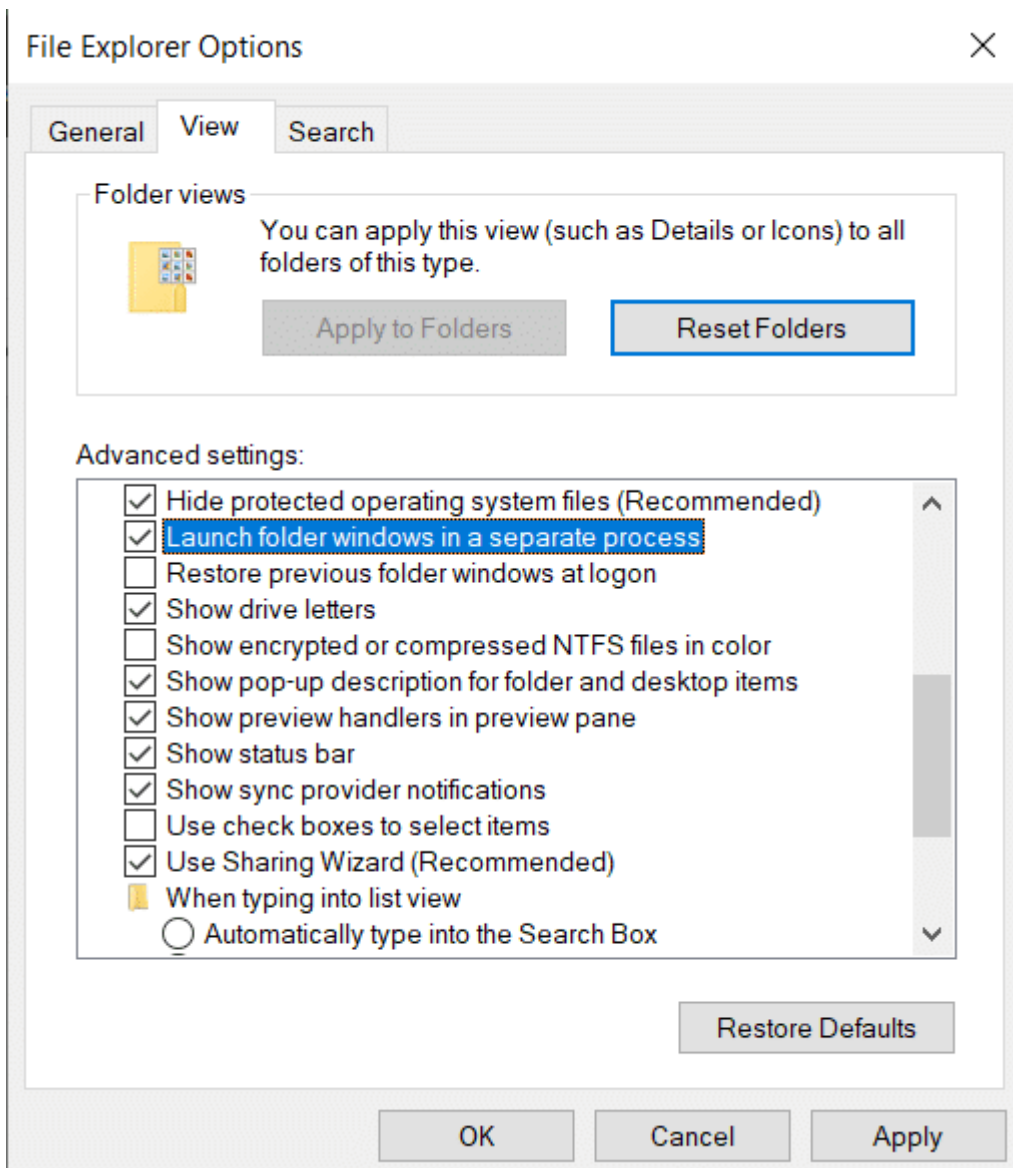 File Explorer Options
General
View
Search
Folder views
You can apply this view (such as Details or Icons) to all
folders of this type.
Apply to Folders
Reset Folders
Advanced settings:
Hide protected operating system files (Recommended)
Launch folder windows in a separate process
Restore previous folder windows at logon
Show drive letters
Show encrypted or compressed NTFS files in color
Show pop-up description for folder and desktop items
Show preview handlers in preview pane
Show status bar
Show sync provider notifications
Use check boxes to select items
Use Sharing Wizard (Recommended)
When typing into list view
Automatically type into the Search Box
Restore Defaults
OK
Cancel
Apply